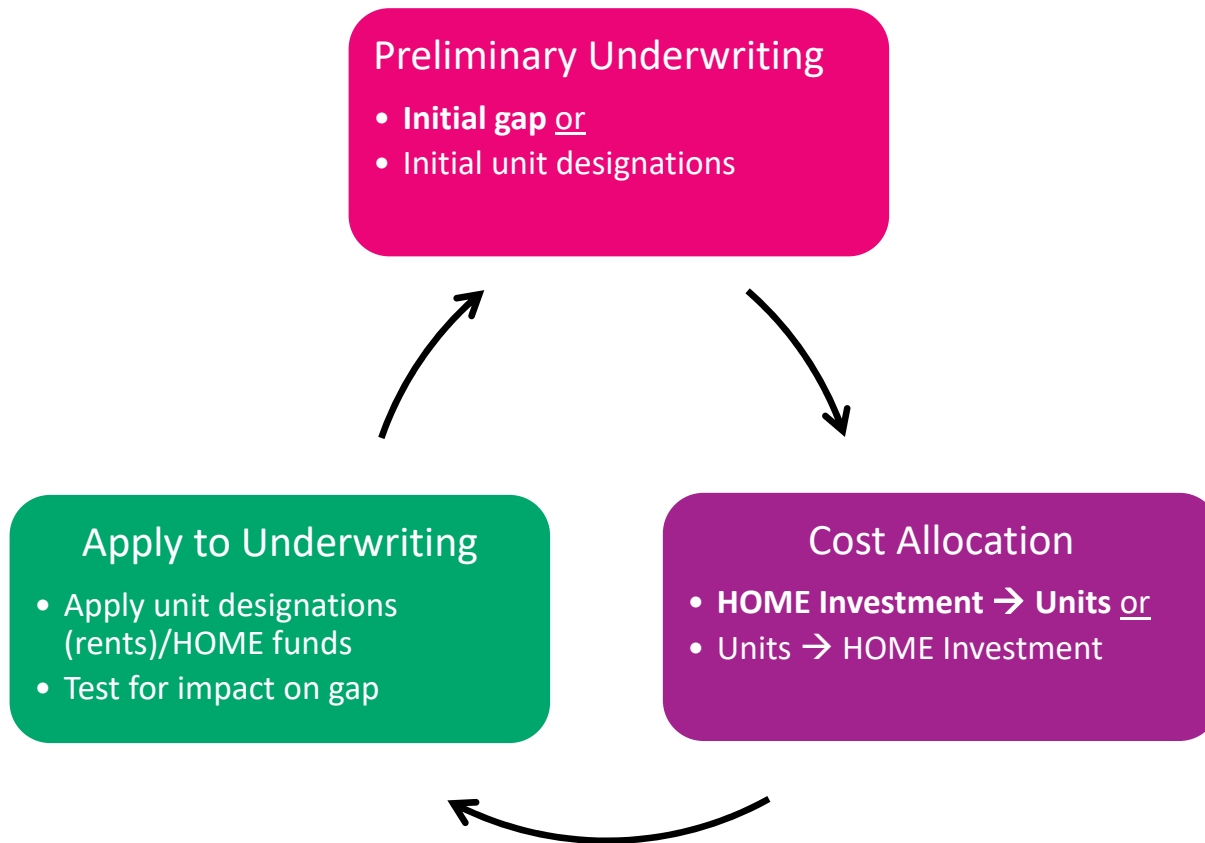 Preliminary Underwriting
• Initial gap or
• Initial unit designations
Cost Allocation
• HOME Investment → Units or
• Units → HOME Investment
Apply to Underwriting
• Apply unit designations
(rents)/HOME funds
• Test for impact on gap